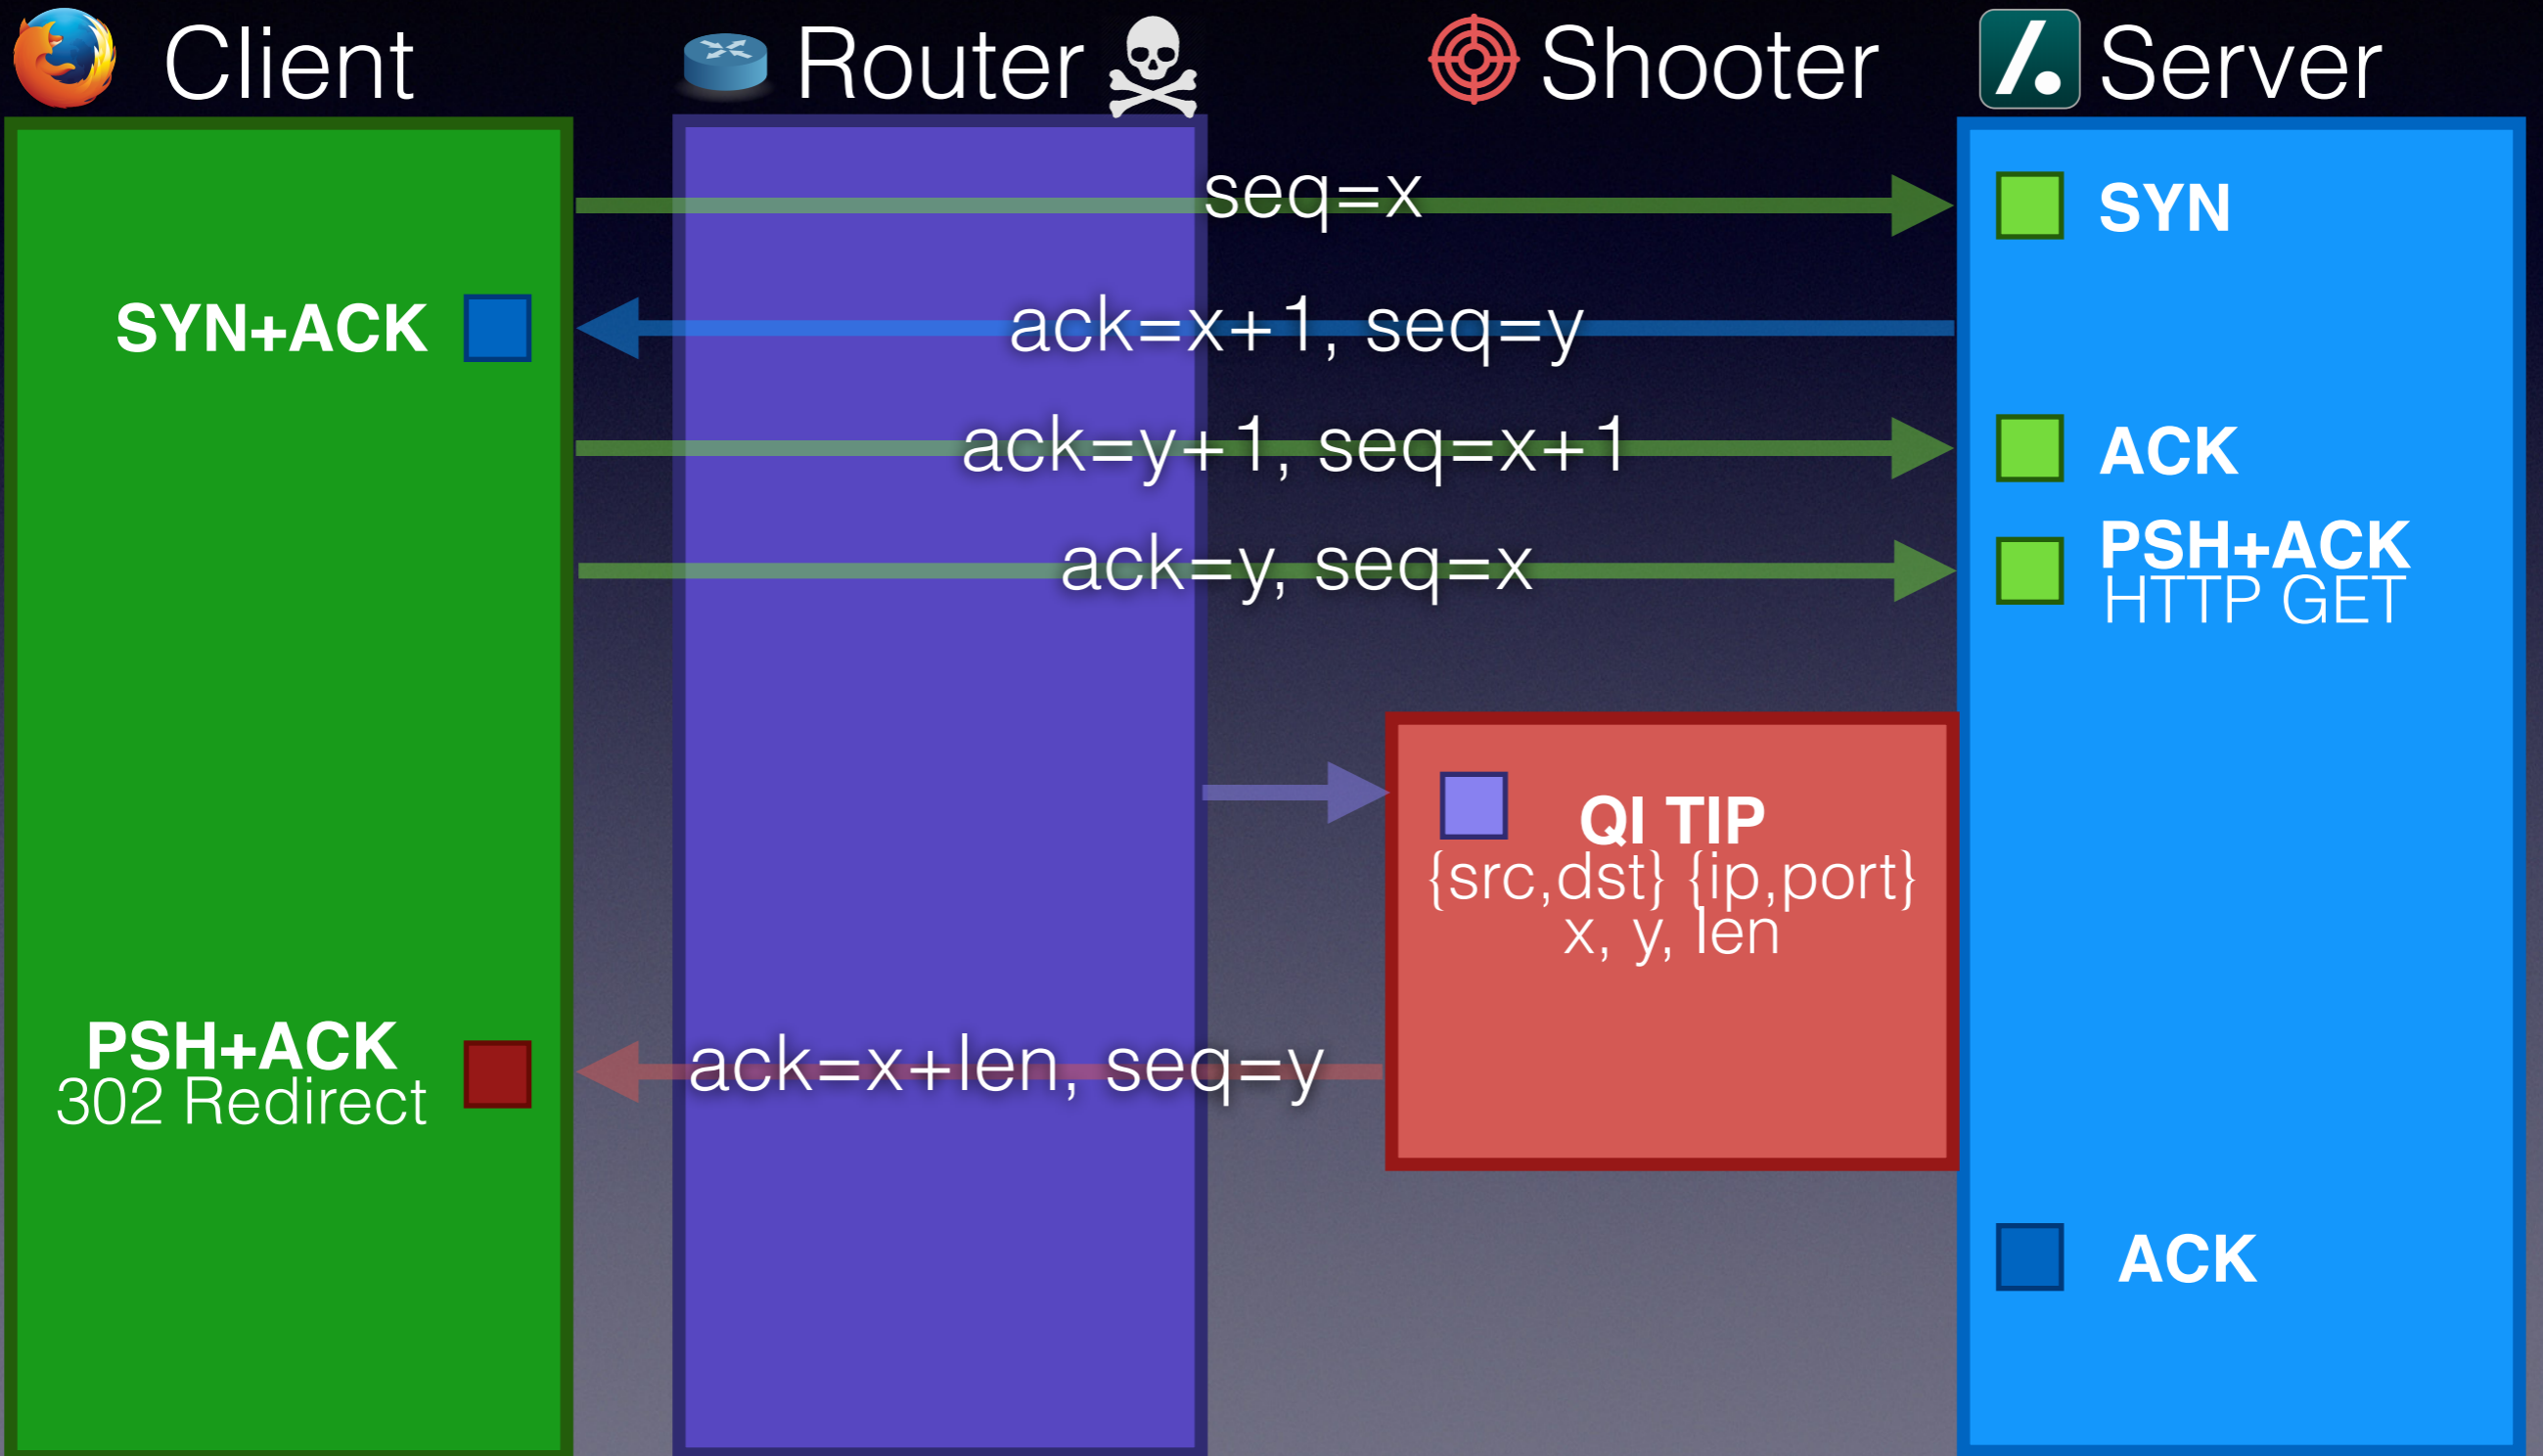 Client
Router
Shooter
Server
seq=x
SYN
SYN+ACK
ack=x+1, seq=y
ack=y+1, seq=x+1
ACK
ack=y, seq=x
PSH+ACK
HTTP GET
QI TIP
{src,dst} {ip,port}
x, y, len
PSH+ACK
302 Redirect
ack=x+len, seq=y
ACK